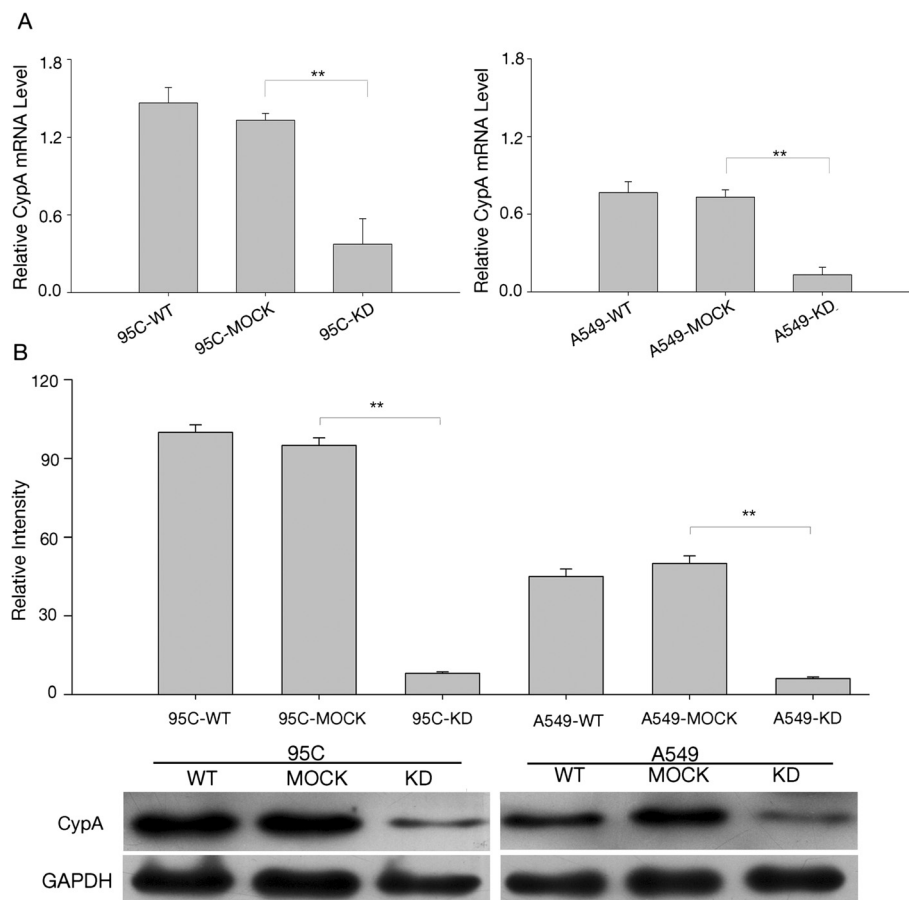 A
Relative CypA mRNA Level
1.8
1.2
0.6
0.0
**
95C-WT
95C-MOCK
95C-KD
Relative CypA mRNA Level
1.8
1.2
0.6
0.0
**
A549-WT
A549-MOCK
A549-KD
B
Relative Intensity
120
90
60
30
0
**
**
95C-WT
95C-MOCK
95C-KD
A549-WT
A549-MOCK
A549-KD
95C
A549
WT MOCK KD
WT MOCK KD
CypA
GAPDH